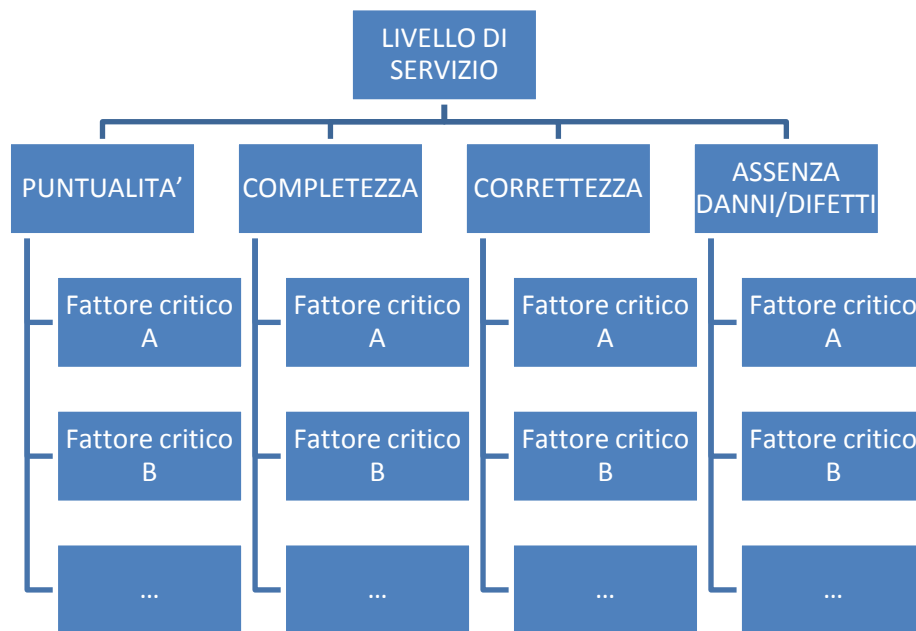 LIVELLO DI
SERVIZIO
PUNTUALITA’
COMPLETEZZA
CORRETTEZZA
ASSENZA
DANNI/DIFETTI
Fattore critico
A
Fattore critico
A
Fattore critico
A
Fattore critico
A
Fattore critico
B
Fattore critico
B
Fattore critico
B
Fattore critico
B
...
...
...
...